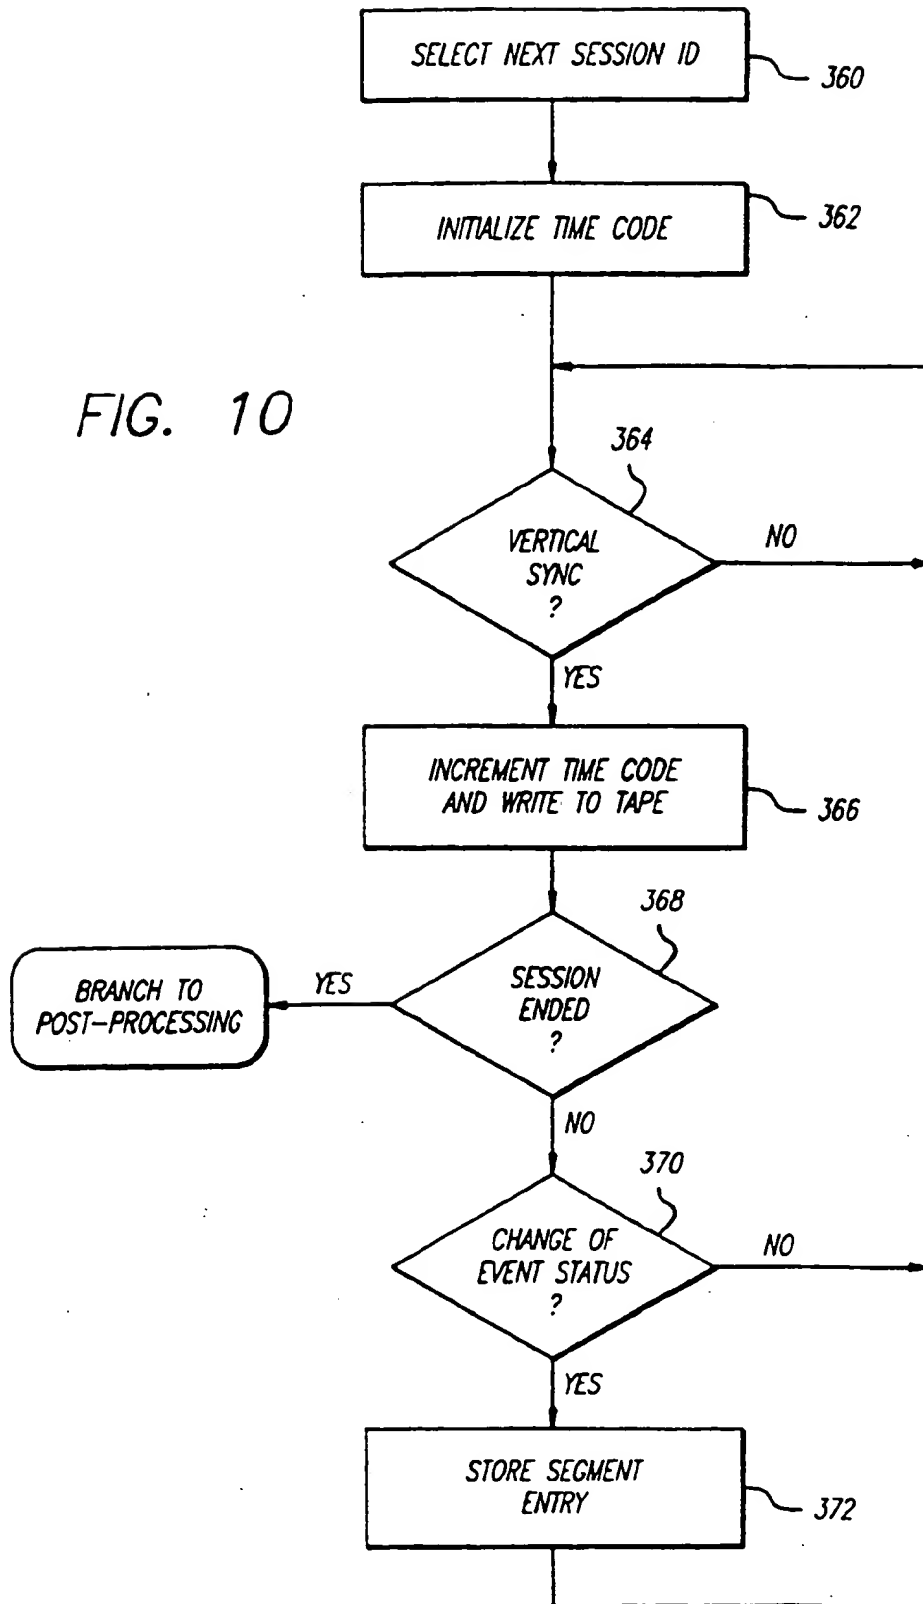 SELECT NEXT SESSION ID
360
INITIALIZE TIME CODE
362
FIG. 10
364
VERTICAL
SYNC
?
NO
YES
INCREMENT TIME CODE
AND WRITE TO TAPE
366
368
SESSION
ENDED
?
YES
BRANCH TO
POST-PROCESSING
NO
370
CHANGE OF
EVENT STATUS
?
NO
YES
STORE SEGMENT
ENTRY
372